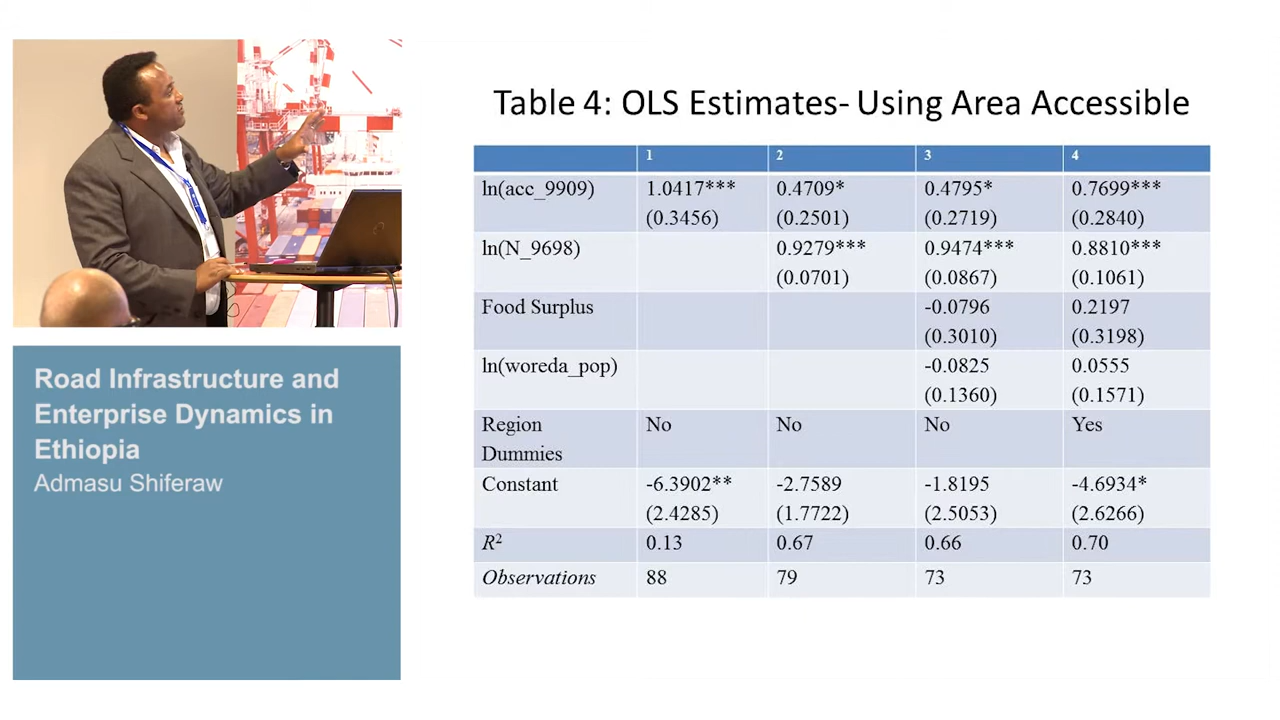 Table 4: OLS Estimates- Using Area Accessible
1 2 3 4
ln(acc_9909) 1.0417*** 0.4709* 0.4795* 0.7699***
(0.3456) (0.2501) (0.2719) (0.2840)
ln(N_9698) 0.9279*** 0.9474*** 0.8810***
(0.0701) (0.0867) (0.1061)
Food Surplus -0.0796 0.2197
(0.3010) (0.3198)
ln(woreda_pop) -0.0825 0.0555
(0.1360) (0.1571)
Region No No No Yes
Dummies
Constant -6.3902** -2.7589 -1.8195 -4.6934*
(2.4285) (1.7722) (2.5053) (2.6266)
R² 0.13 0.67 0.66 0.70
Observations 88 79 73 73
Road Infrastructure and
Enterprise Dynamics in
Ethiopia
Admasu Shiferaw